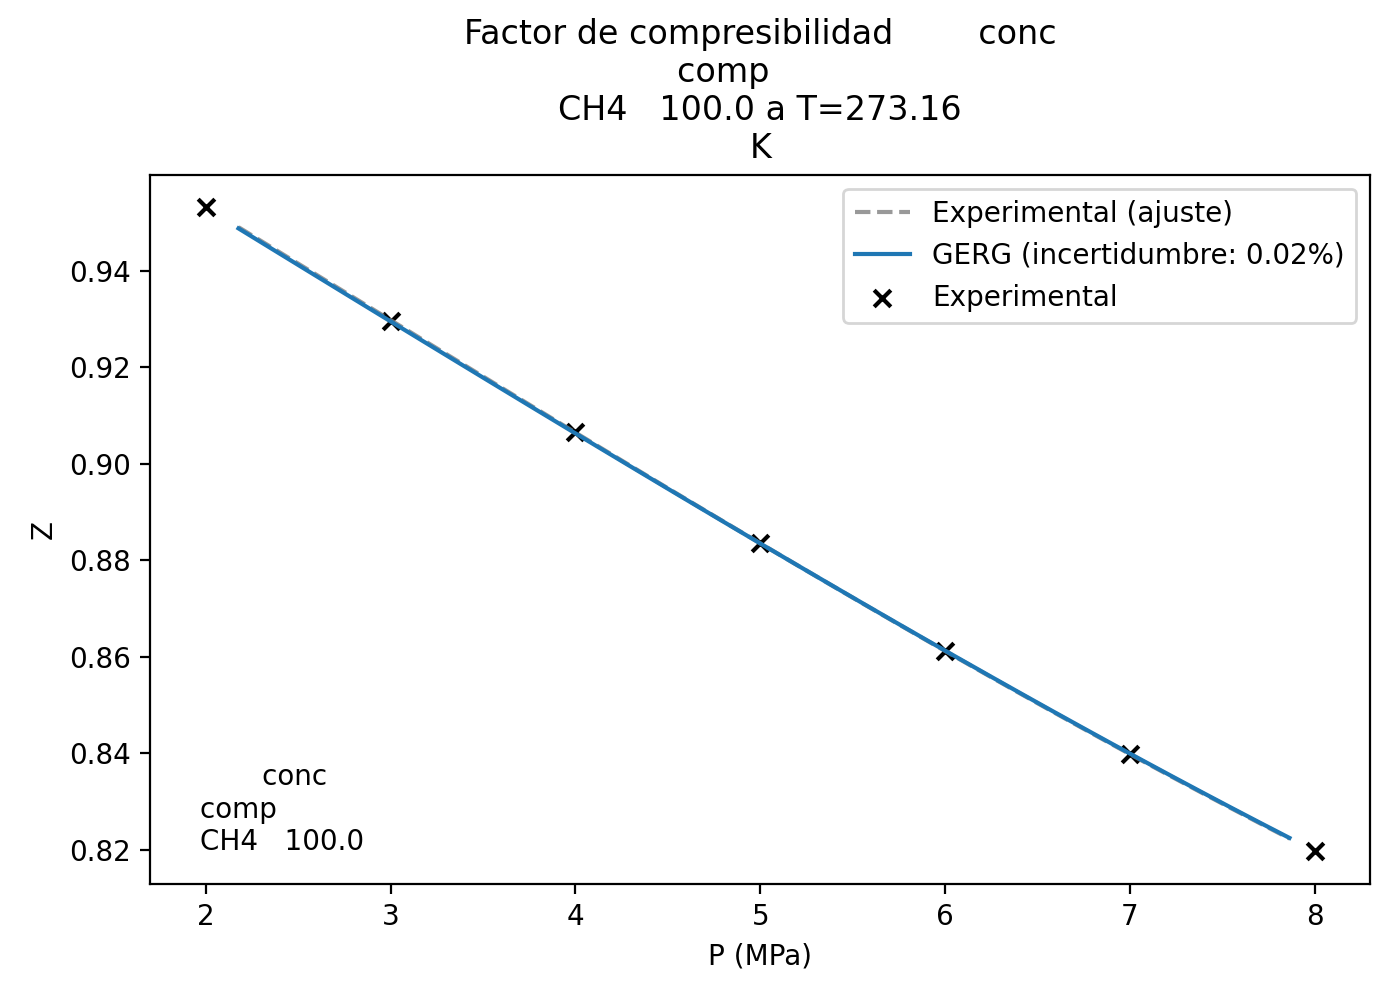 Factor de compresibilidad conc
comp
CH4 100.0 a T=273.16
K
Experimental (ajuste)
GERG (incertidumbre: 0.02%)
Experimental
0.94
0.92
0.90
0.88
0.86
0.84
0.82
Z
conc
comp
CH4 100.0
2 3 4 5 6 7 8
P (MPa)